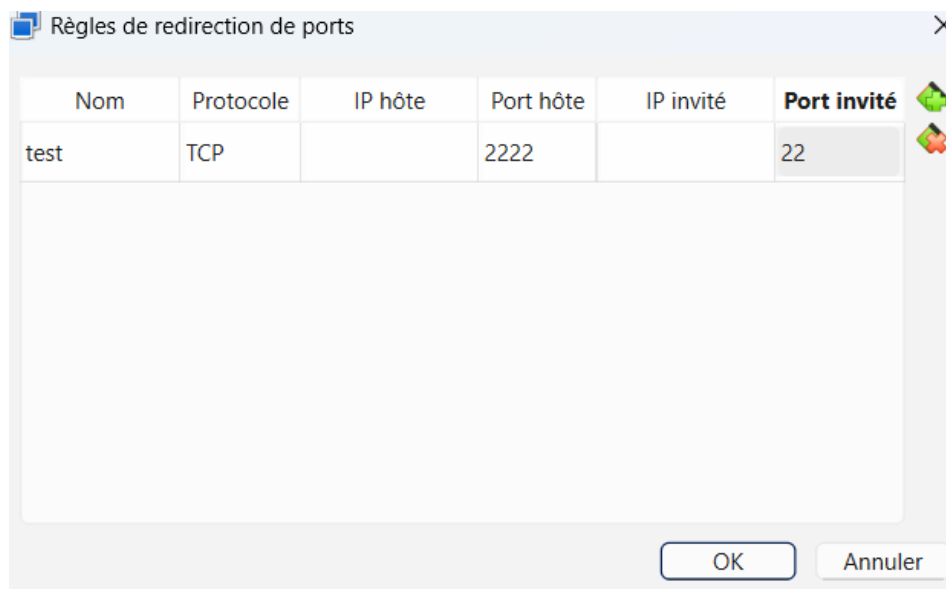 Règles de redirection de ports
Nom Protocole IP hôte Port hôte IP invité Port invité
test TCP 2222 22
OK Annuler